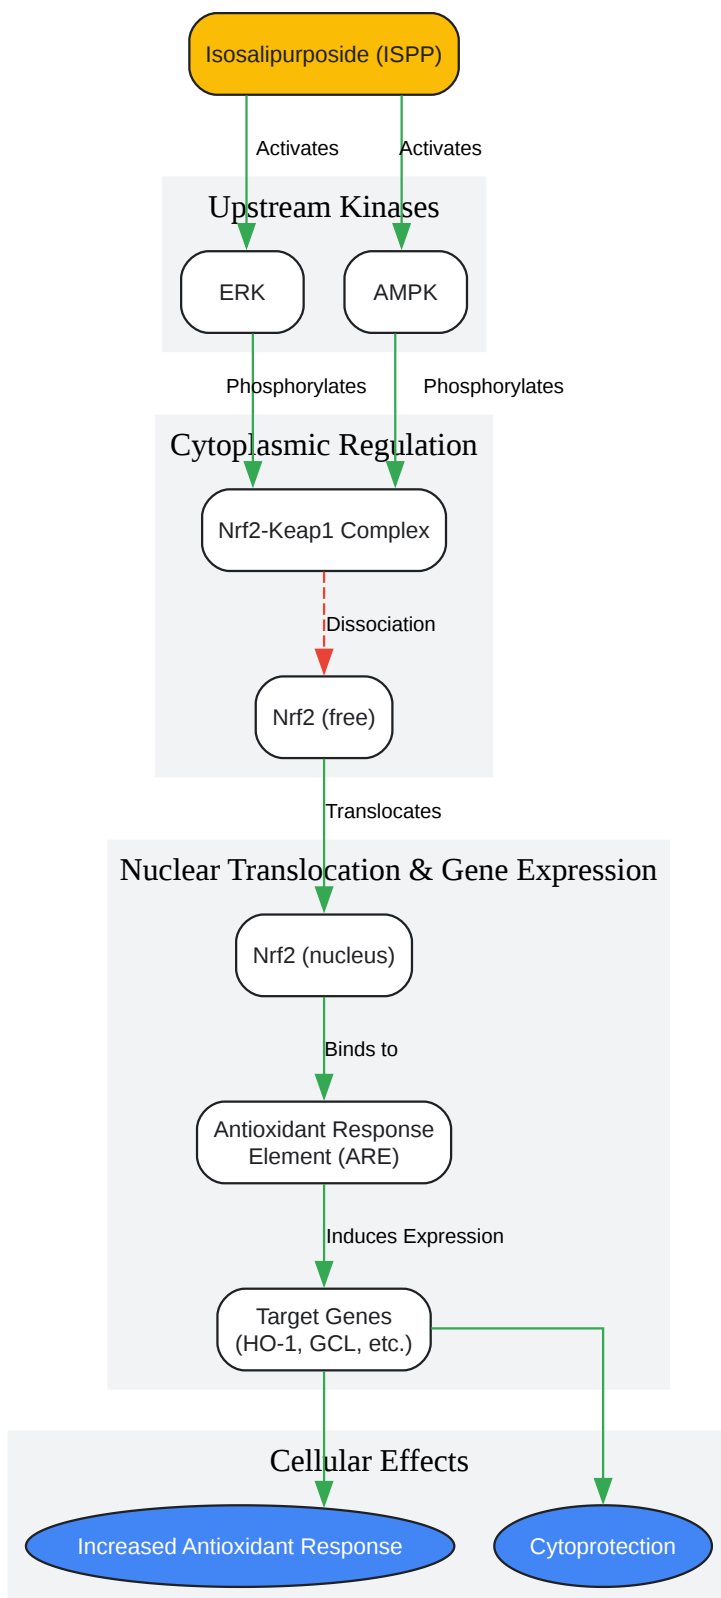 Isosalipurposide (ISPP)
Activates
Activates
Upstream Kinases
ERK
AMPK
Phosphorylates
Phosphorylates
Cytoplasmic Regulation
Nrf2-Keap1 Complex
Dissociation
Nrf2 (free)
Translocates
Nuclear Translocation & Gene Expression
Nrf2 (nucleus)
Binds to
Antioxidant Response
Element (ARE)
Induces Expression
Target Genes
(HO-1, GCL, etc.)
Cellular Effects
Increased Antioxidant Response
Cytoprotection